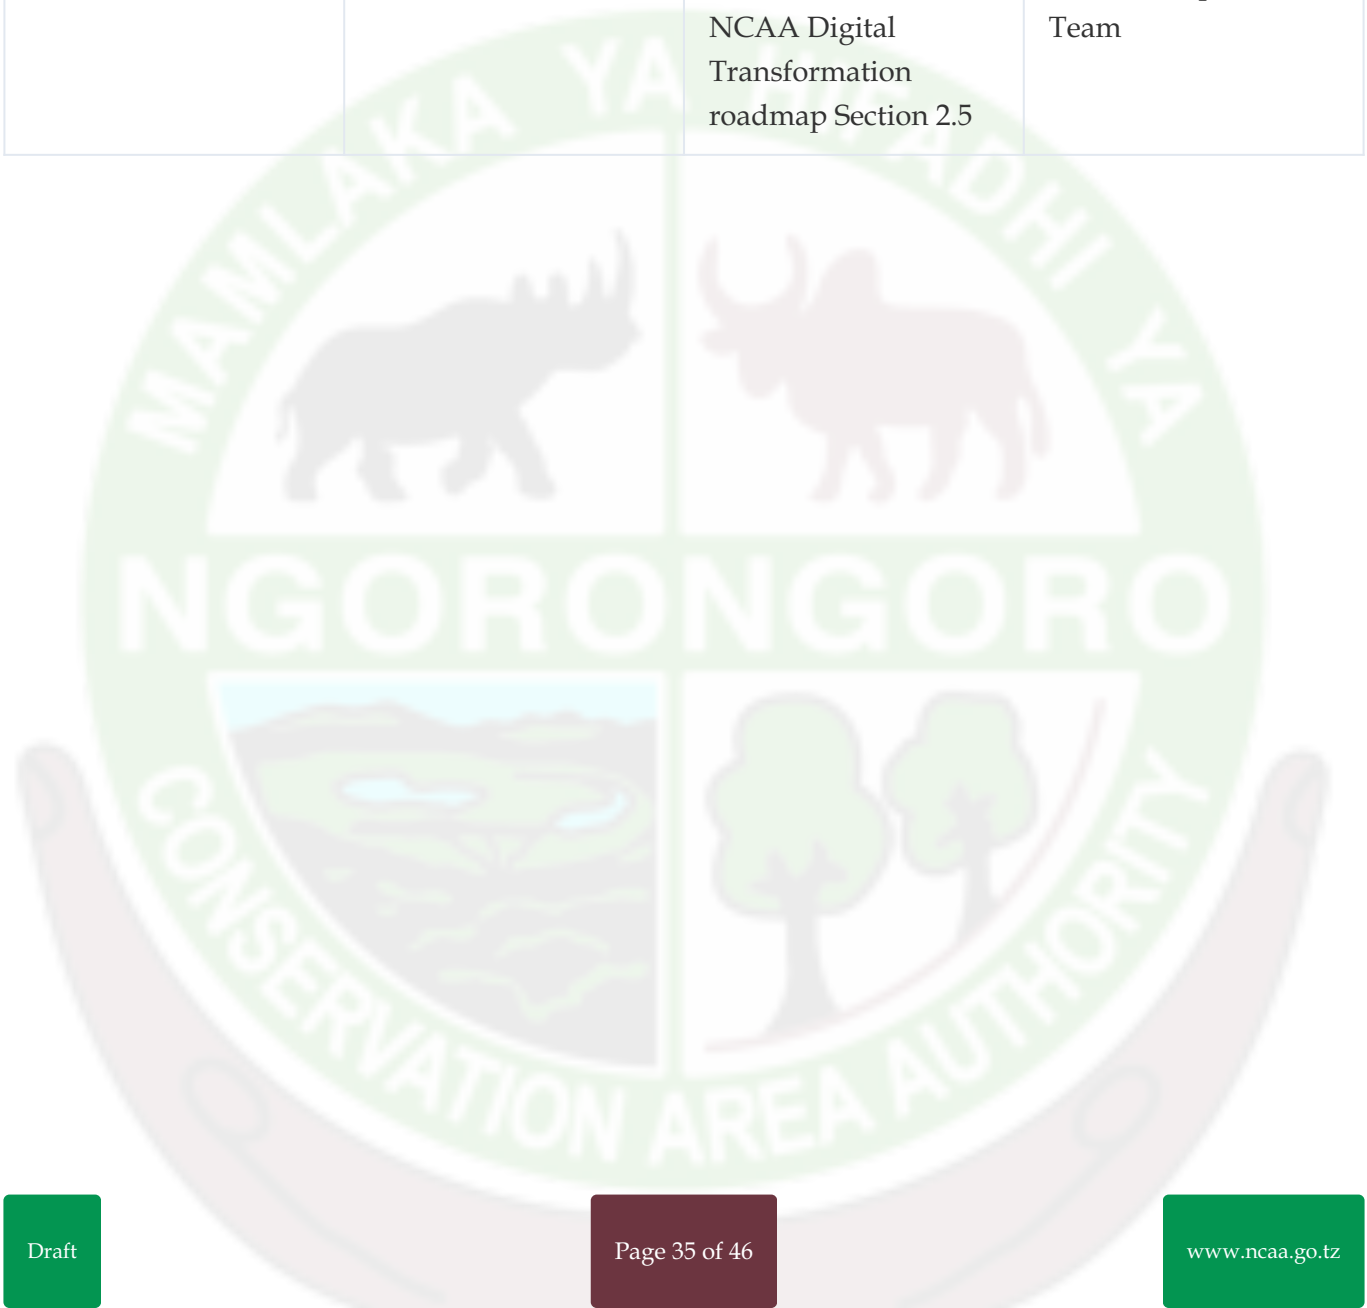 NCAA Digital
Transformation
roadmap Section 2.5
Team
MAMLAKA YA HIFADHI YA
NGORONGORO
CONSERVATION AREA AUTHORITY
Draft
Page 35 of 46
www.ncaa.go.tz